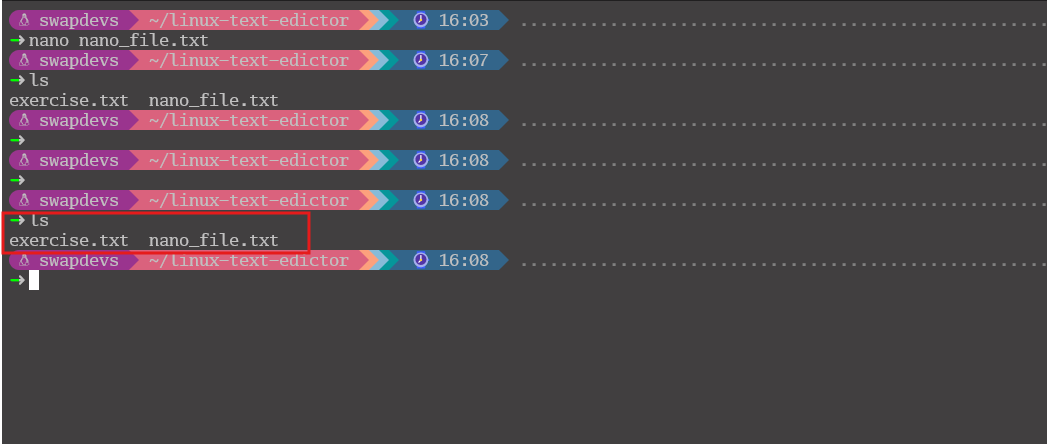 swapdevs ~/linux-text-edictor 16:03 ......................................................
➜nano nano_file.txt
swapdevs ~/linux-text-edictor 16:07 ......................................................
➜ls
exercise.txt  nano_file.txt
swapdevs ~/linux-text-edictor 16:08 ......................................................
➜
swapdevs ~/linux-text-edictor 16:08 ......................................................
➜
swapdevs ~/linux-text-edictor 16:08 ......................................................
➜ls
exercise.txt  nano_file.txt
swapdevs ~/linux-text-edictor 16:08 ......................................................
➜